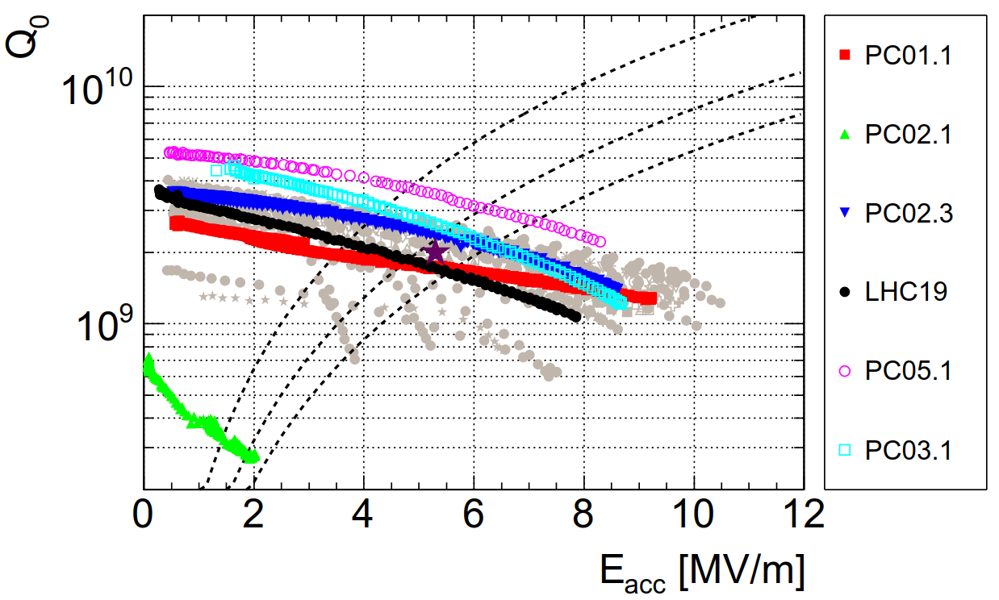 Q0
10^10
10^9
0 2 4 6 8 10 12
Eacc [MV/m]
PC01.1
PC02.1
PC02.3
LHC19
PC05.1
PC03.1